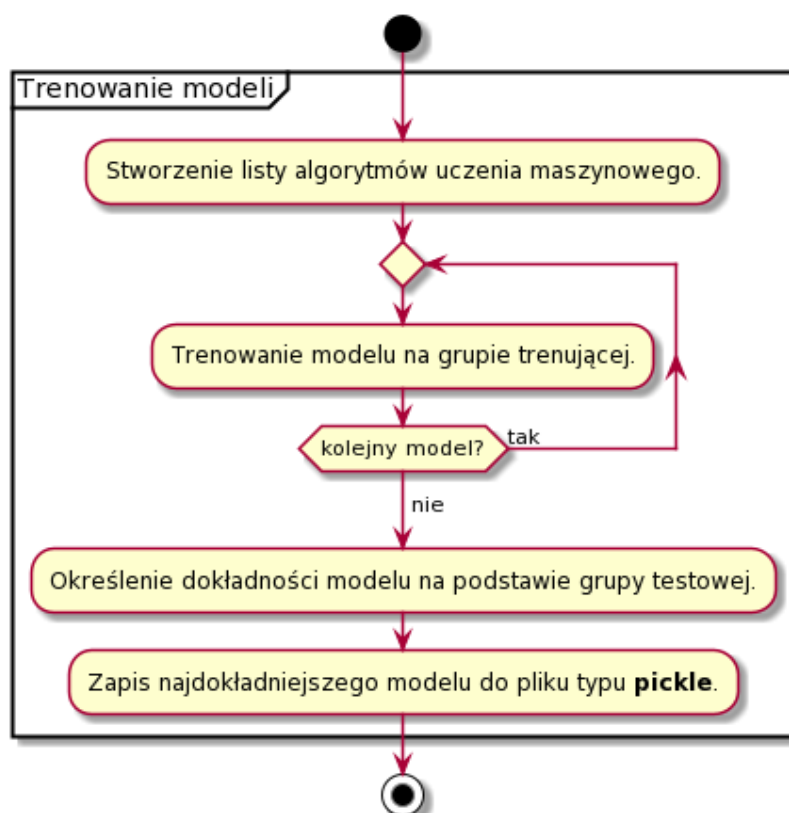 Trenowanie modeli
Stworzenie listy algorytmów uczenia maszynowego.
Trenowanie modelu na grupie trenującej.
kolejny model?
tak
nie
Określenie dokładności modelu na podstawie grupy testowej.
Zapis najdokładniejszego modelu do pliku typu pickle.